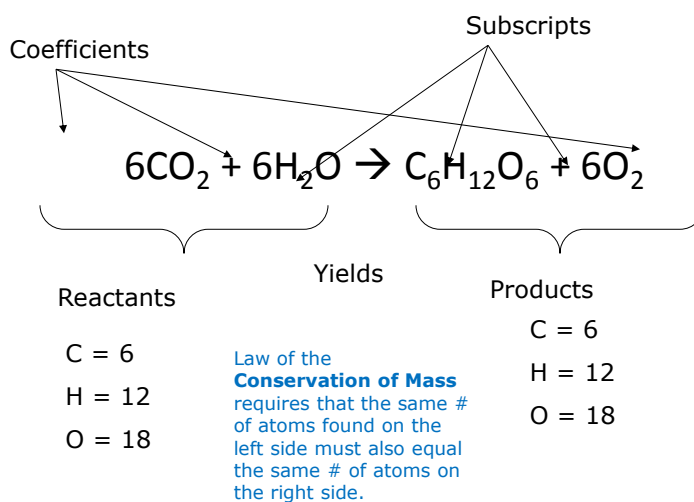 Subscripts
Coefficients
6CO₂ + 6H₂O → C₆H₁₂O₆ + 6O₂
Yields
Reactants
C = 6
H = 12
O = 18
Law of the
Conservation of Mass
requires that the same #
of atoms found on the
left side must also equal
the same # of atoms on
the right side.
Products
C = 6
H = 12
O = 18